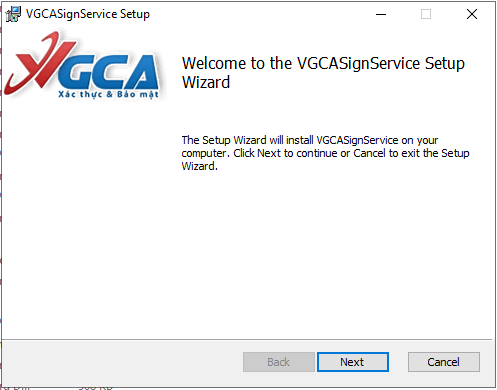 VGCASignService Setup
VGCA
Xác thực & Bảo mật
Welcome to the VGCASignService Setup
Wizard
The Setup Wizard will install VGCASignService on your
computer. Click Next to continue or Cancel to exit the Setup
Wizard.
Back
Next
Cancel